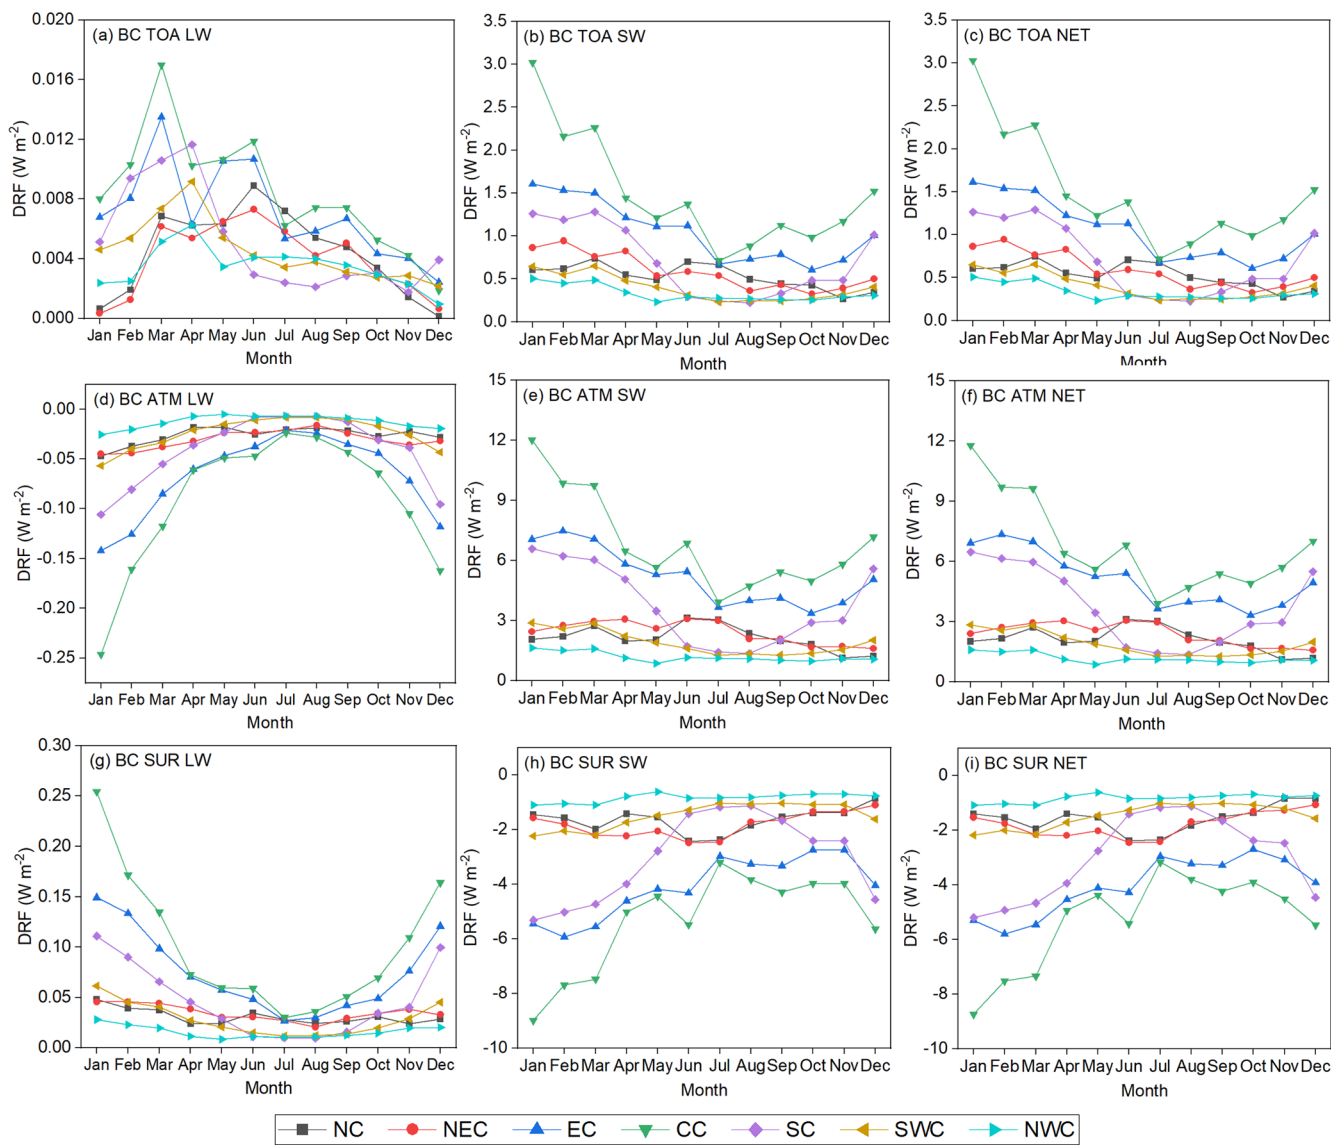 (a) BC TOA LW
DRF (W m-2)
0.020
0.016
0.012
0.008
0.004
0.000
Jan Feb Mar Apr May Jun Jul Aug Sep Oct Nov Dec
Month
(b) BC TOA SW
DRF (W m-2)
3.5
3.0
2.5
2.0
1.5
1.0
0.5
0.0
Jan Feb Mar Apr May Jun Jul Aug Sep Oct Nov Dec
Month
(c) BC TOA NET
DRF (W m-2)
3.5
3.0
2.5
2.0
1.5
1.0
0.5
0.0
Jan Feb Mar Apr May Jun Jul Aug Sep Oct Nov Dec
Month
(d) BC ATM LW
DRF (W m-2)
0.00
-0.05
-0.10
-0.15
-0.20
-0.25
Jan Feb Mar Apr May Jun Jul Aug Sep Oct Nov Dec
Month
(e) BC ATM SW
DRF (W m-2)
15
12
9
6
3
0
Jan Feb Mar Apr May Jun Jul Aug Sep Oct Nov Dec
Month
(f) BC ATM NET
DRF (W m-2)
15
12
9
6
3
0
Jan Feb Mar Apr May Jun Jul Aug Sep Oct Nov Dec
Month
(g) BC SUR LW
DRF (W m-2)
0.30
0.25
0.20
0.15
0.10
0.05
0.00
Jan Feb Mar Apr May Jun Jul Aug Sep Oct Nov Dec
Month
(h) BC SUR SW
DRF (W m-2)
0
-2
-4
-6
-8
-10
Jan Feb Mar Apr May Jun Jul Aug Sep Oct Nov Dec
Month
(i) BC SUR NET
DRF (W m-2)
0
-2
-4
-6
-8
-10
Jan Feb Mar Apr May Jun Jul Aug Sep Oct Nov Dec
Month
NC NEC EC CC SC SWC NWC